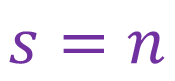 s = n